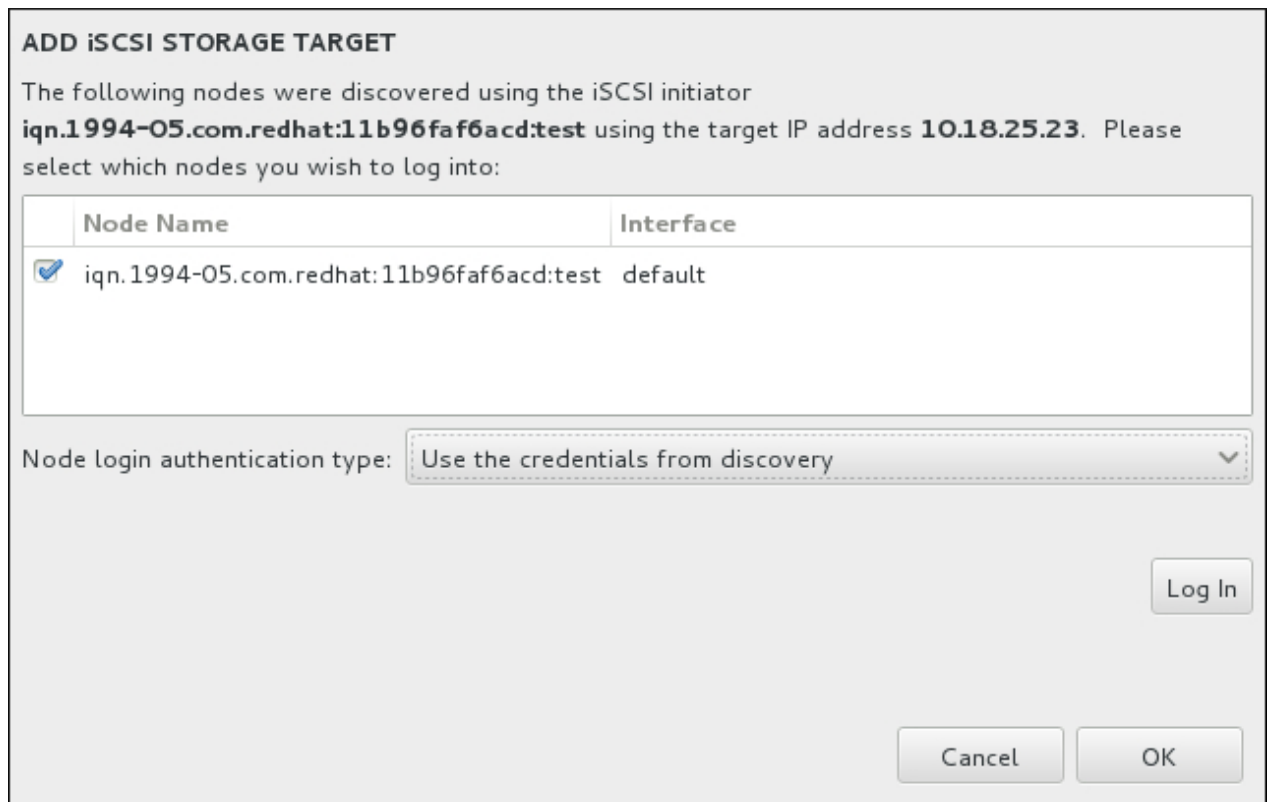 ADD iSCSI STORAGE TARGET
The following nodes were discovered using the iSCSI initiator
iqn.1994-05.com.redhat:11b96faf6acd:test using the target IP address 10.18.25.23. Please
select which nodes you wish to log into:
Node Name Interface
iqn.1994-05.com.redhat:11b96faf6acd:test default
Node login authentication type: Use the credentials from discovery
Log In
Cancel OK